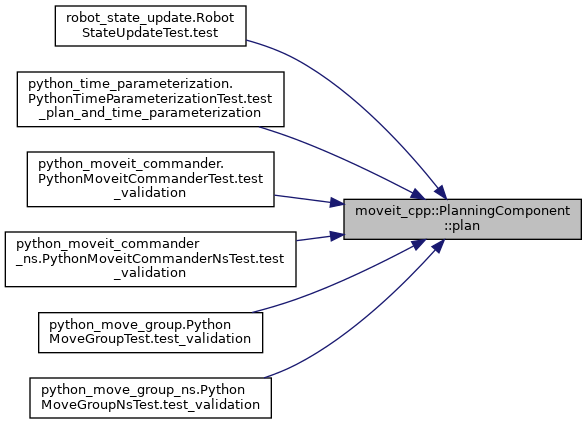 robot_state_update.Robot
StateUpdateTest.test
python_time_parameterization.
PythonTimeParameterizationTest.test
_plan_and_time_parameterization
python_moveit_commander.
PythonMoveitCommanderTest.test
_validation
moveit_cpp::PlanningComponent
::plan
python_moveit_commander
_ns.PythonMoveitCommanderNsTest.test
_validation
python_move_group.Python
MoveGroupTest.test_validation
python_move_group_ns.Python
MoveGroupNsTest.test_validation